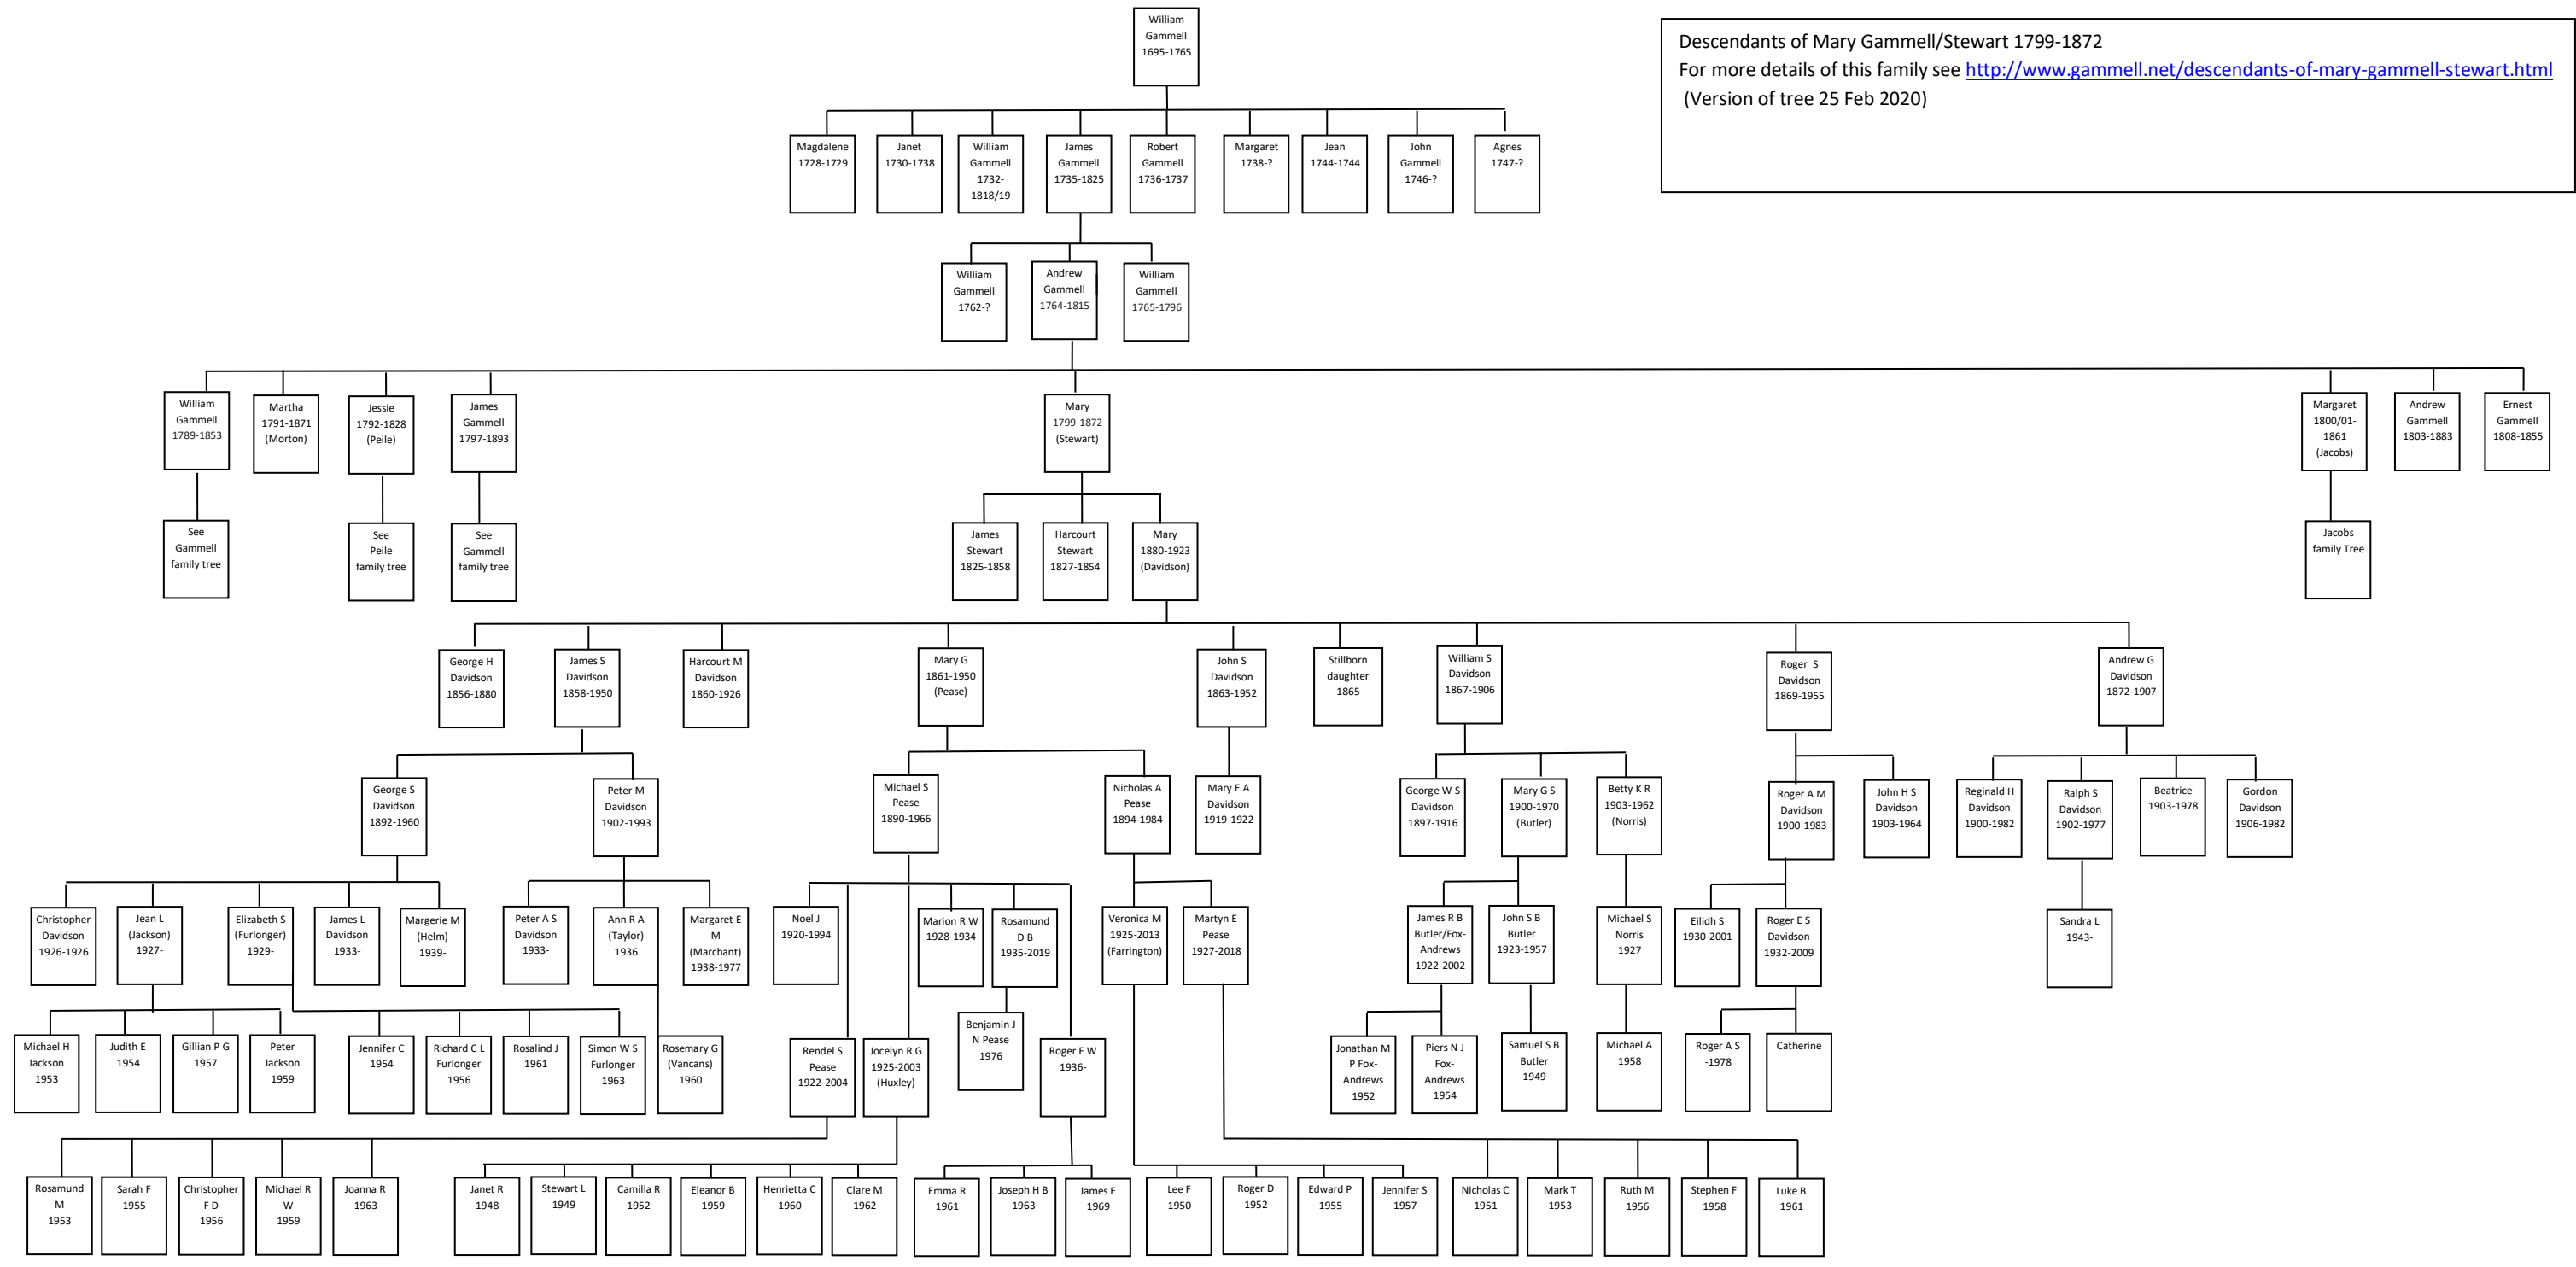 William
Gammell
1695-1765
Descendants of Mary Gammell/Stewart 1799-1872
For more details of this family see http://www.gammell.net/descendants-of-mary-gammell-stewart.html
(Version of tree 25 Feb 2020)
Magdalene
1728-1729
Janet
1730-1738
William
Gammell
1732-
1818/19
James
Gammell
1735-1825
Robert
Gammell
1736-1737
Margaret
1738-?
Jean
1744-1744
John
Gammell
1746-?
Agnes
1747-?
William
Gammell
1762-?
Andrew
Gammell
1764-1815
William
Gammell
1765-1796
William
Gammell
1789-1853
Martha
1791-1871
(Morton)
Jessie
1792-1828
(Peile)
James
Gammell
1797-1893
Mary
1799-1872
(Stewart)
Margaret
1800/01-
1861
(Jacobs)
Andrew
Gammell
1803-1883
Ernest
Gammell
1808-1855
See
Gammell
family tree
See
Peile
family tree
See
Gammell
family tree
James
Stewart
1825-1858
Harcourt
Stewart
1827-1854
Mary
1880-1923
(Davidson)
Jacobs
family Tree
George H
Davidson
1856-1880
James S
Davidson
1858-1950
Harcourt M
Davidson
1860-1926
Mary G
1861-1950
(Pease)
John S
Davidson
1863-1952
Stillborn
daughter
1865
William S
Davidson
1867-1906
Roger S
Davidson
1869-1955
Andrew G
Davidson
1872-1907
George S
Davidson
1892-1960
Peter M
Davidson
1902-1993
Michael S
Pease
1890-1966
Nicholas A
Pease
1894-1984
Mary E A
Davidson
1919-1922
George W S
Davidson
1897-1916
Mary G S
1900-1970
(Butler)
Betty K R
1903-1962
(Norris)
Roger A M
Davidson
1900-1983
John H S
Davidson
1903-1964
Reginald H
Davidson
1900-1982
Ralph S
Davidson
1902-1977
Beatrice
1903-1978
Gordon
Davidson
1906-1982
Christopher
Davidson
1926-1926
Jean L
(Jackson)
1927-
Elizabeth S
(Furlonger)
1929-
James L
Davidson
1933-
Margerie M
(Helm)
1939-
Peter A S
Davidson
1933-
Ann R A
(Taylor)
1936
Margaret E
M
(Marchant)
1938-1977
Noel J
1920-1994
Marion R W
1928-1934
Rosamund
D B
1935-2019
Veronica M
1925-2013
(Farrington)
Martyn E
Pease
1927-2018
James R B
Butler/Fox-
Andrews
1922-2002
John S B
Butler
1923-1957
Michael S
Norris
1927
Eilidh S
1930-2001
Roger E S
Davidson
1932-2009
Sandra L
1943-
Michael H
Jackson
1953
Judith E
1954
Gillian P G
1957
Peter
Jackson
1959
Jennifer C
1954
Richard C L
Furlonger
1956
Rosalind J
1961
Simon W S
Furlonger
1963
Rosemary G
(Vancans)
1960
Rendel S
Pease
1922-2004
Jocelyn R G
1925-2003
(Huxley)
Benjamin J
N Pease
1976
Roger F W
1936-
Jonathan M
P Fox-
Andrews
1952
Piers N J
Fox-
Andrews
1954
Samuel S B
Butler
1949
Michael A
1958
Roger A S
-1978
Catherine
Rosamund
M
1953
Sarah F
1955
Christopher
F D
1956
Michael R
W
1959
Joanna R
1963
Janet R
1948
Stewart L
1949
Camilla R
1952
Eleanor B
1959
Henrietta C
1960
Clare M
1962
Emma R
1961
Joseph H B
1963
James E
1969
Lee F
1950
Roger D
1952
Edward P
1955
Jennifer S
1957
Nicholas C
1951
Mark T
1953
Ruth M
1956
Stephen F
1958
Luke B
1961